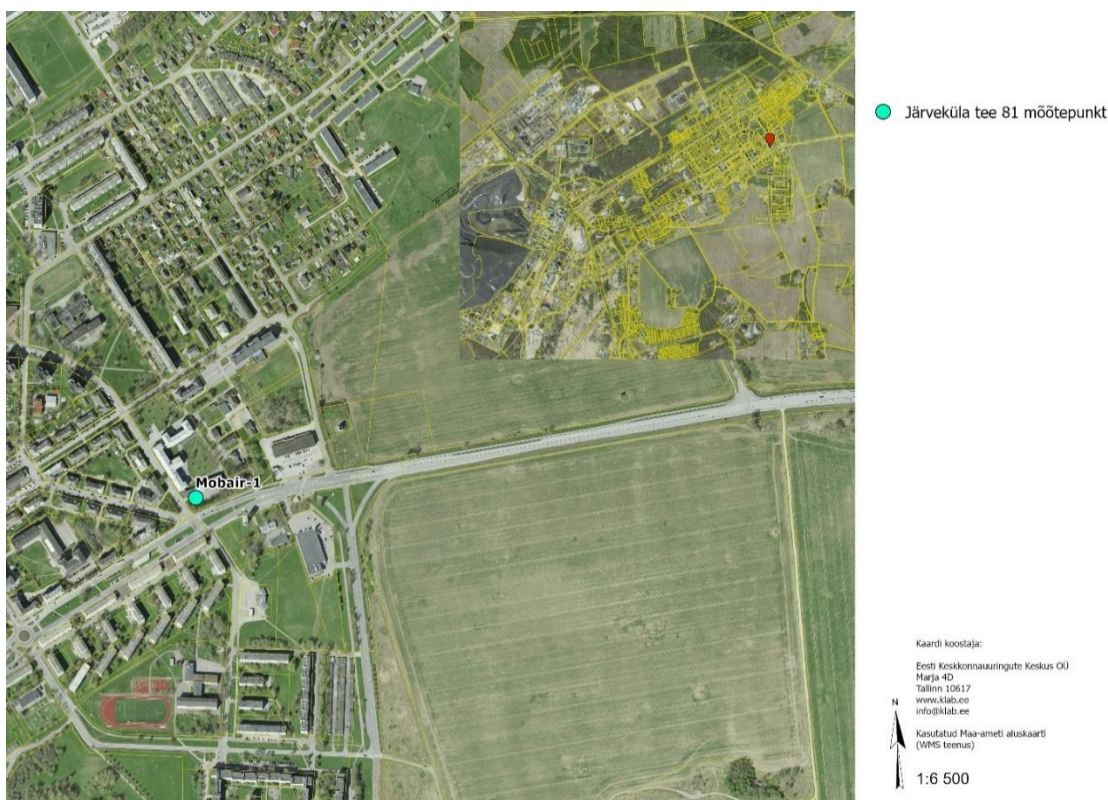 Järveküla tee 81 mõõtepunkt
Mobair-1
Kaardi koostaja:
Eesti Keskkonnauuringute Keskus OÜ
Marja 4D
Tallinn 10617
www.klab.ee
info@klab.ee
N
Kasutatud Maa-ameti aluskaarti
(WMS teenus)
1:6 500